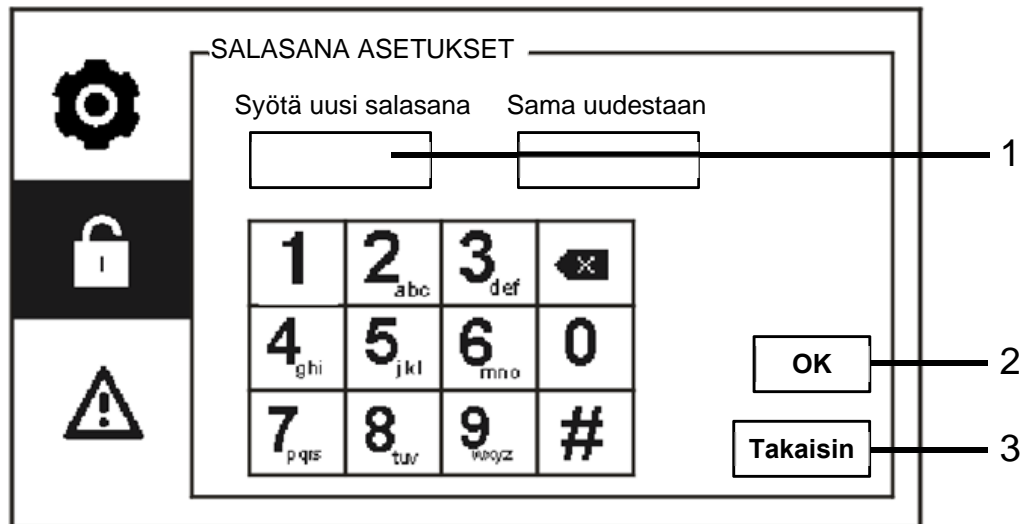 SALASANA ASETUKSET
Syötä uusi salasana Sama uudestaan
1
1 2abc 3def
4ghi 5jkl 6mno 0
OK 2
7pqrs 8tuv 9wxyz #
Takaisin 3